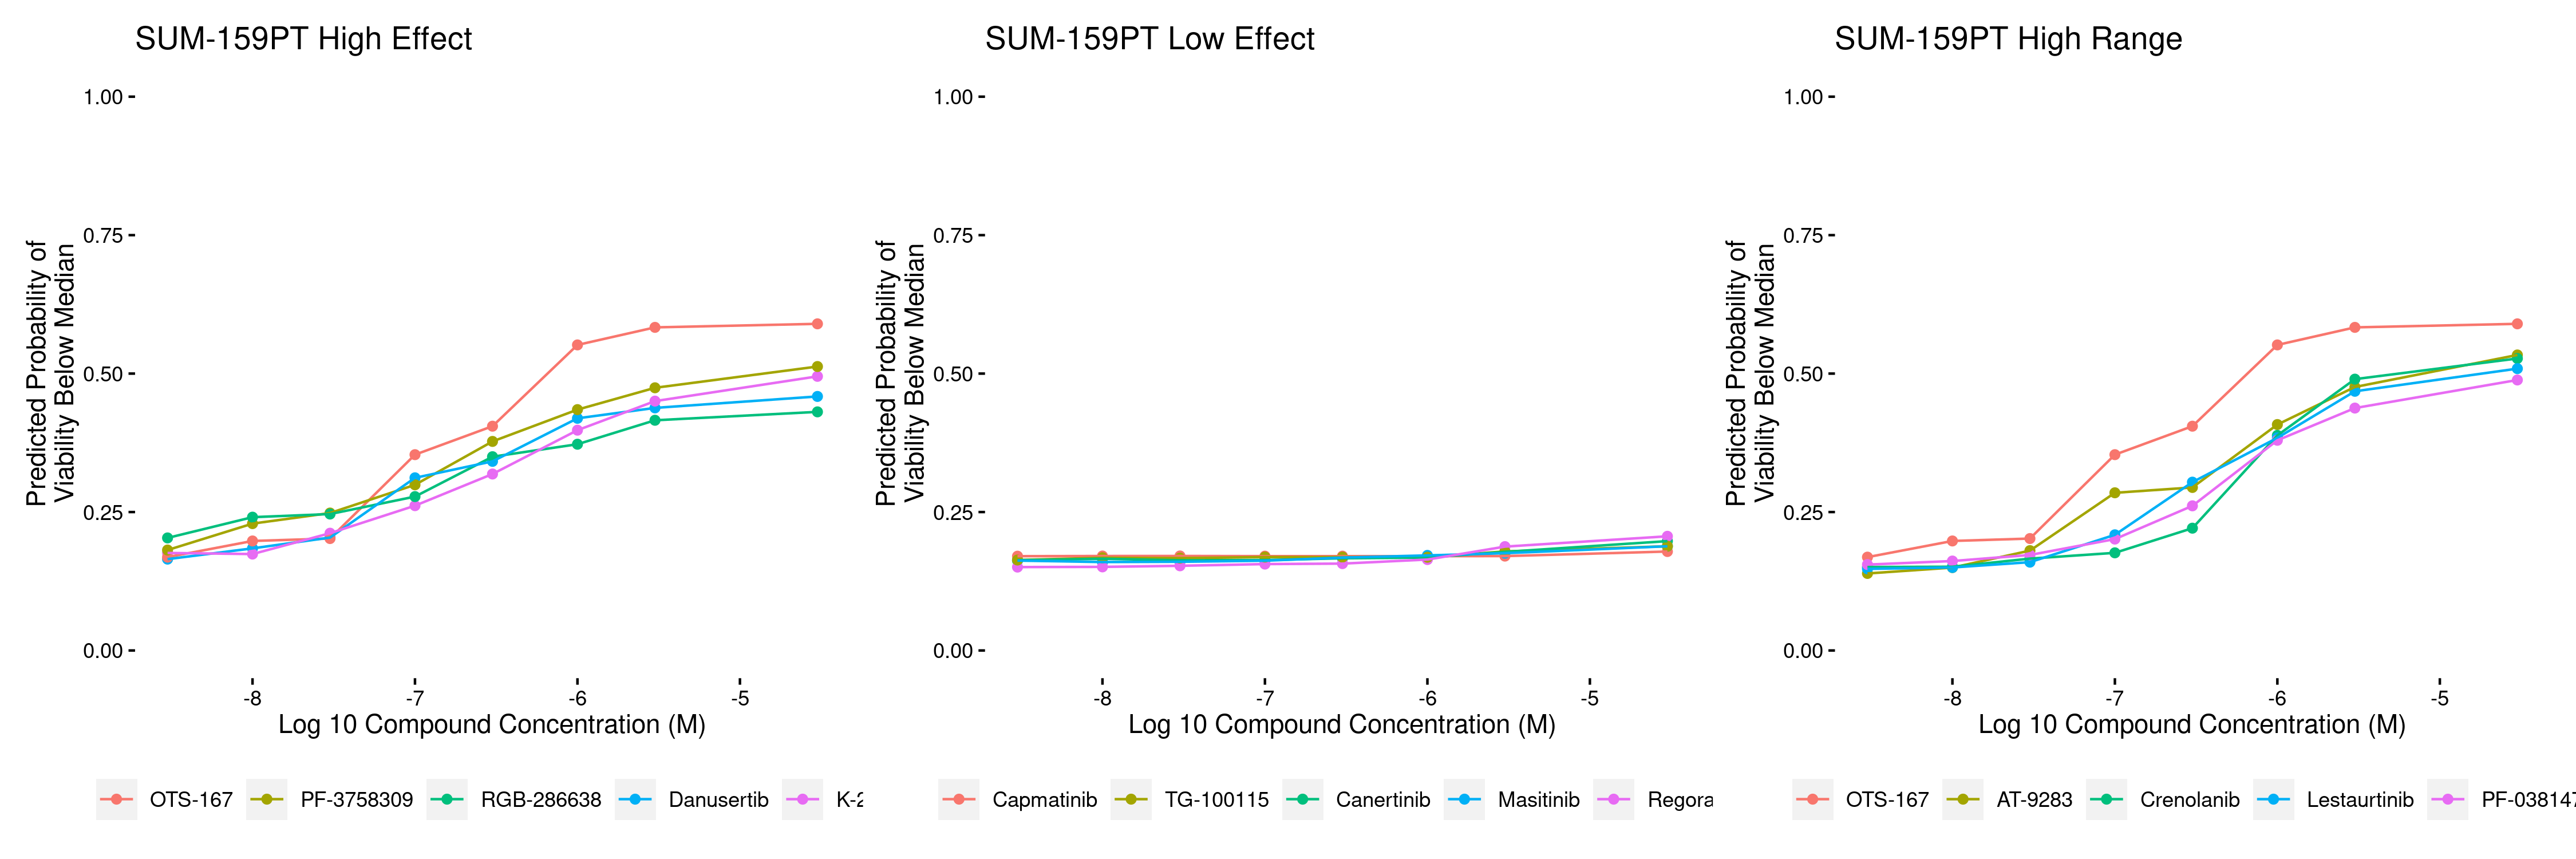 SUM-159PT High Effect
1.00
0.75
0.50
0.25
0.00
Predicted Probability of
Viability Below Median
-8 -7 -6 -5
Log 10 Compound Concentration (M)
OTS-167 PF-3758309 RGB-286638 Danusertib K-2
SUM-159PT Low Effect
1.00
0.75
0.50
0.25
0.00
Predicted Probability of
Viability Below Median
-8 -7 -6 -5
Log 10 Compound Concentration (M)
Capmatinib TG-100115 Canertinib Masitinib Regora
SUM-159PT High Range
1.00
0.75
0.50
0.25
0.00
Predicted Probability of
Viability Below Median
-8 -7 -6 -5
Log 10 Compound Concentration (M)
OTS-167 AT-9283 Crenolanib Lestaurtinib PF-038147